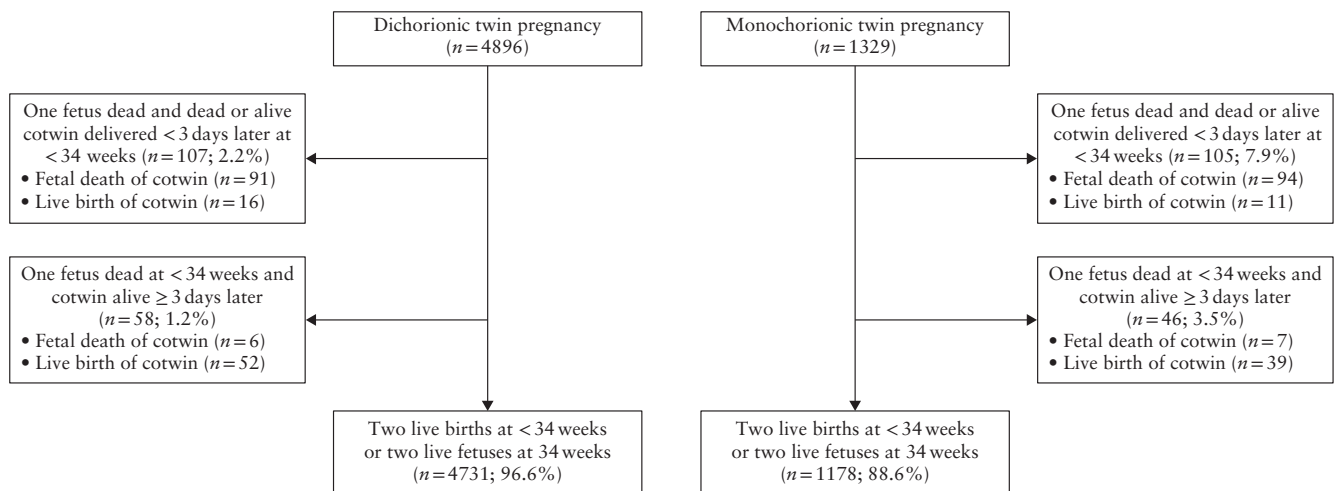 Dichorionic twin pregnancy
(n=4896)
Monochorionic twin pregnancy
(n=1329)
One fetus dead and dead or alive
cotwin delivered <3 days later at
<34 weeks (n=107; 2.2%)
• Fetal death of cotwin (n=91)
• Live birth of cotwin (n=16)
One fetus dead and dead or alive
cotwin delivered <3 days later at
<34 weeks (n=105; 7.9%)
• Fetal death of cotwin (n=94)
• Live birth of cotwin (n=11)
One fetus dead at <34 weeks and
cotwin alive ≥3 days later
(n=58; 1.2%)
• Fetal death of cotwin (n=6)
• Live birth of cotwin (n=52)
One fetus dead at <34 weeks and
cotwin alive ≥3 days later
(n=46; 3.5%)
• Fetal death of cotwin (n=7)
• Live birth of cotwin (n=39)
Two live births at <34 weeks
or two live fetuses at 34 weeks
(n=4731; 96.6%)
Two live births at <34 weeks
or two live fetuses at 34 weeks
(n=1178; 88.6%)